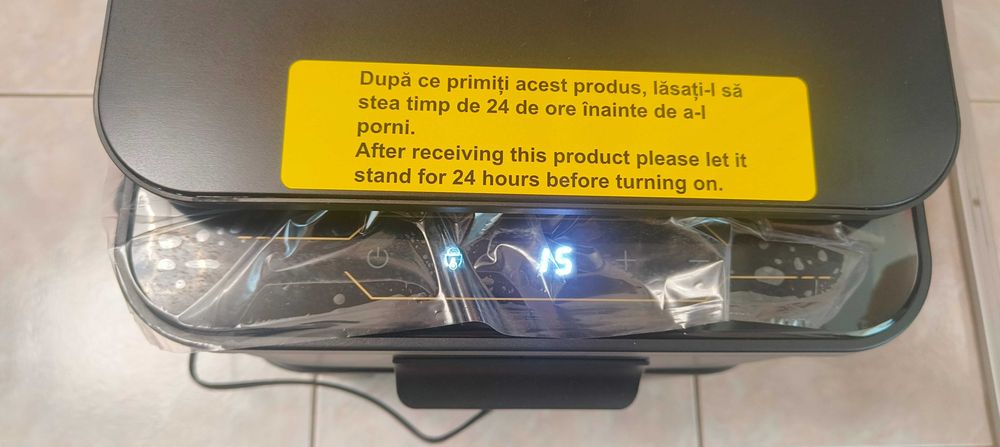 După ce primiți acest produs, lăsați-l să
stea timp de 24 de ore înainte de a-l
porni.
After receiving this product please let it
stand for 24 hours before turning on.
15